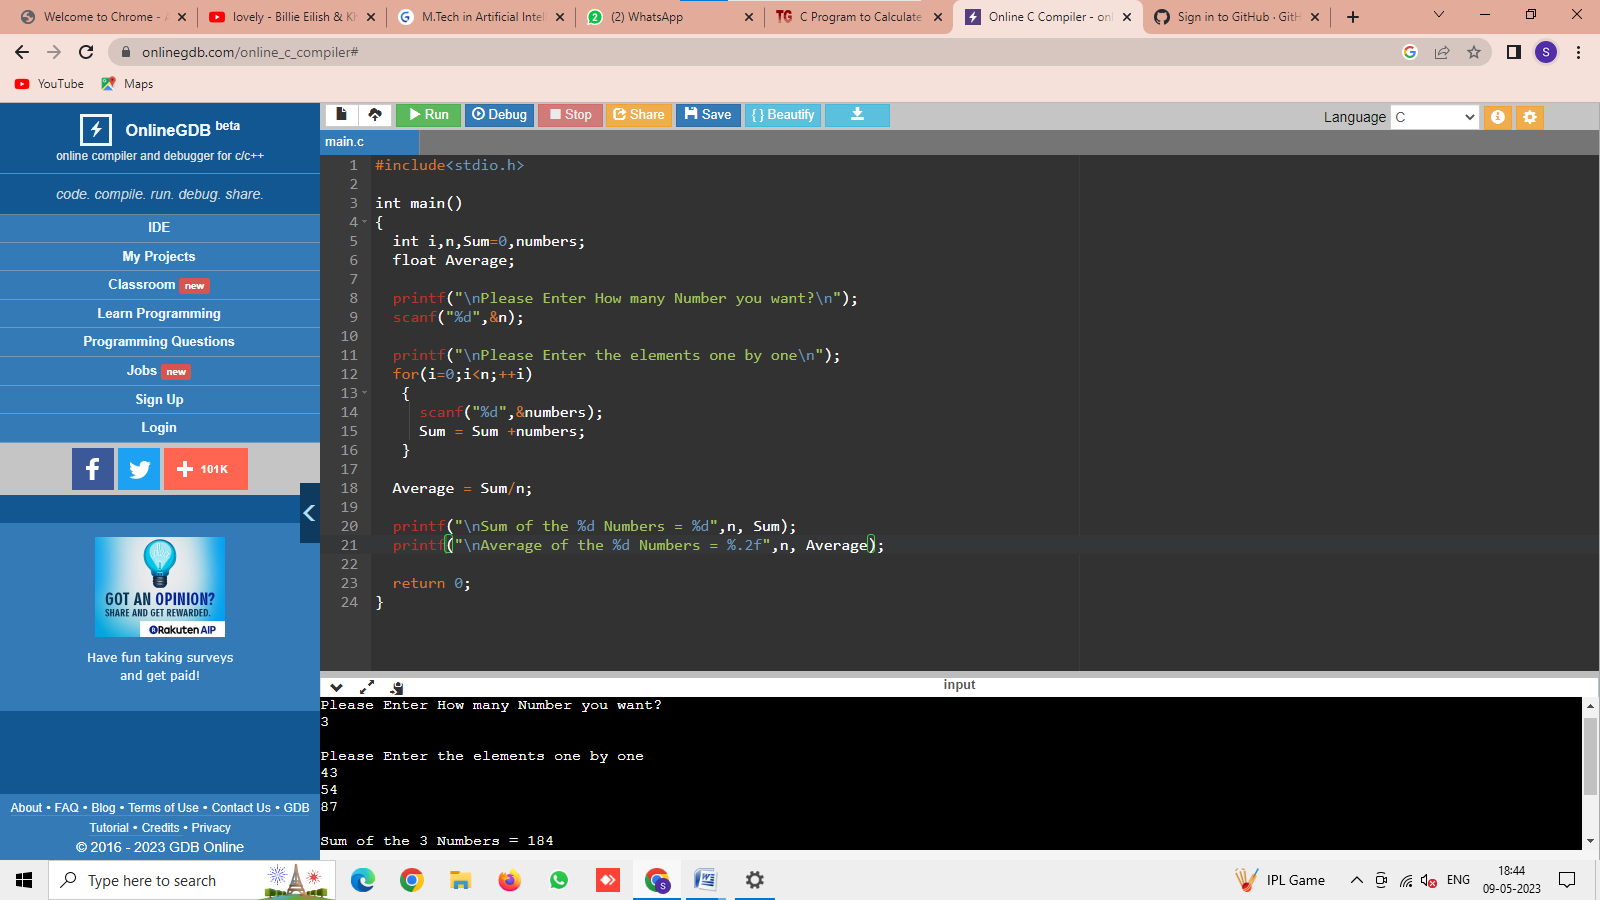 Welcome to Chrome - A
lovely - Billie Eilish & Kh
M.Tech in Artificial Intel
(2) WhatsApp
C Program to Calculate
Online C Compiler - onl
Sign in to GitHub · GitH
onlinegdb.com/online_c_compiler#
S
YouTube
Maps
OnlineGDB beta
online compiler and debugger for c/c++
code. compile. run. debug. share.
IDE
My Projects
Classroom new
Learn Programming
Programming Questions
Jobs new
Sign Up
Login
+ 101K
GOT AN OPINION?
SHARE AND GET REWARDED.
Rakuten AIP
Have fun taking surveys
and get paid!
About • FAQ • Blog • Terms of Use • Contact Us • GDB
Tutorial • Credits • Privacy
© 2016 - 2023 GDB Online
Run Debug Stop Share Save { } Beautify
Language C
main.c
1 #include<stdio.h>
2
3 int main()
4 {
5 int i,n,Sum=0,numbers;
6 float Average;
7
8 printf("\nPlease Enter How many Number you want?\n");
9 scanf("%d",&n);
10
11 printf("\nPlease Enter the elements one by one\n");
12 for(i=0;i<n;++i)
13 {
14 scanf("%d",&numbers);
15 Sum = Sum +numbers;
16 }
17
18 Average = Sum/n;
19
20 printf("\nSum of the %d Numbers = %d",n, Sum);
21 printf("\nAverage of the %d Numbers = %.2f",n, Average);
22
23 return 0;
24 }
input
Please Enter How many Number you want?
3
Please Enter the elements one by one
43
54
87
Sum of the 3 Numbers = 184
Type here to search
IPL Game
ENG
18:44
09-05-2023